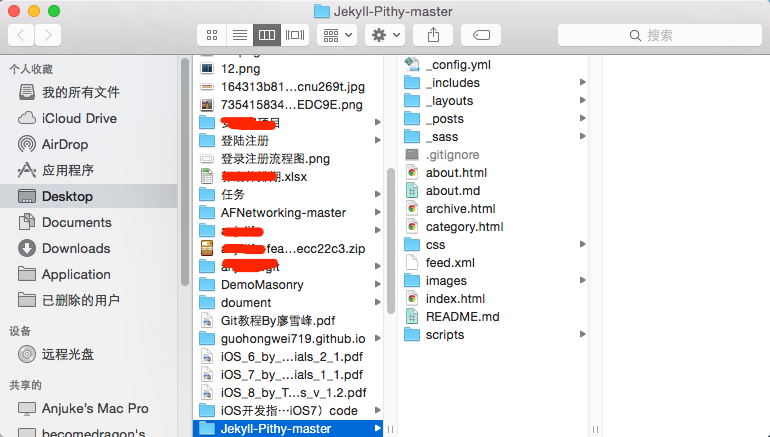 Jekyll-Pithy-master
搜索
个人收藏
我的所有文件
iCloud Drive
AirDrop
应用程序
Desktop
Documents
Downloads
Application
已删除的用户
设备
远程光盘
共享的
Anjuke's Mac Pro
becomedragon's
12.png
164313b81...cnu269t.jpg
735415834...EDC9E.png
项目
登陆注册
登录注册流程图.png
.xlsx
任务
AFNetworking-master
fea...ecc22c3.zip
DemoMasonry
doument
Git教程By廖雪峰.pdf
guohongwei719.github.io
iOS_6_by_...ials_2_1.pdf
iOS_7_by_...ials_1_1.pdf
iOS_8_by_T...s_v_1.2.pdf
iOS开发指...iOS7）code
Jekyll-Pithy-master
_config.yml
_includes
_layouts
_posts
_sass
.gitignore
about.html
about.md
archive.html
category.html
css
feed.xml
images
index.html
README.md
scripts